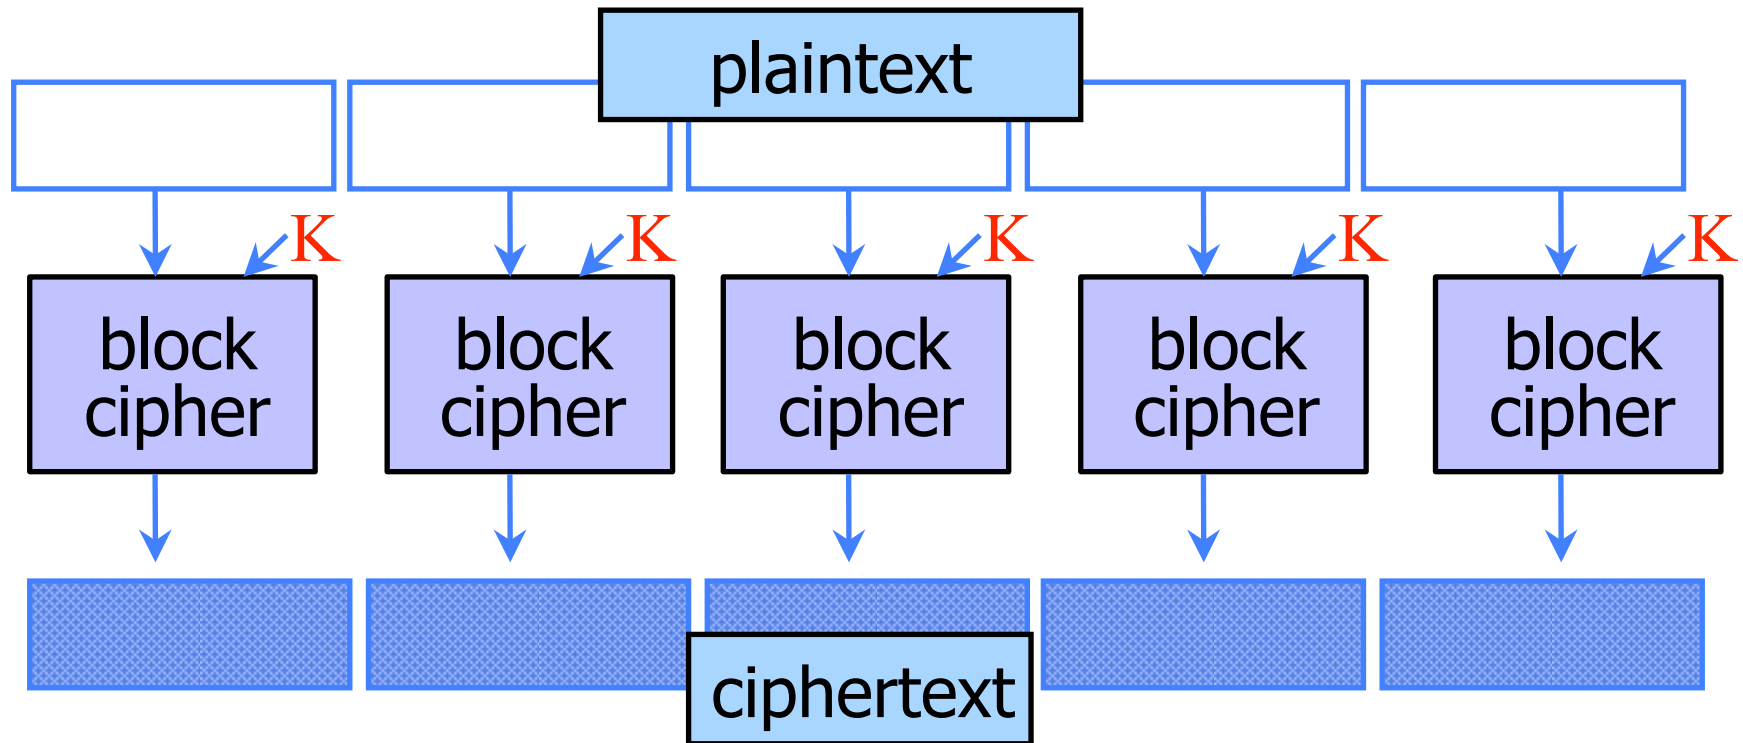 plaintext
K
K
K
K
K
block
cipher
block
cipher
block
cipher
block
cipher
block
cipher
ciphertext